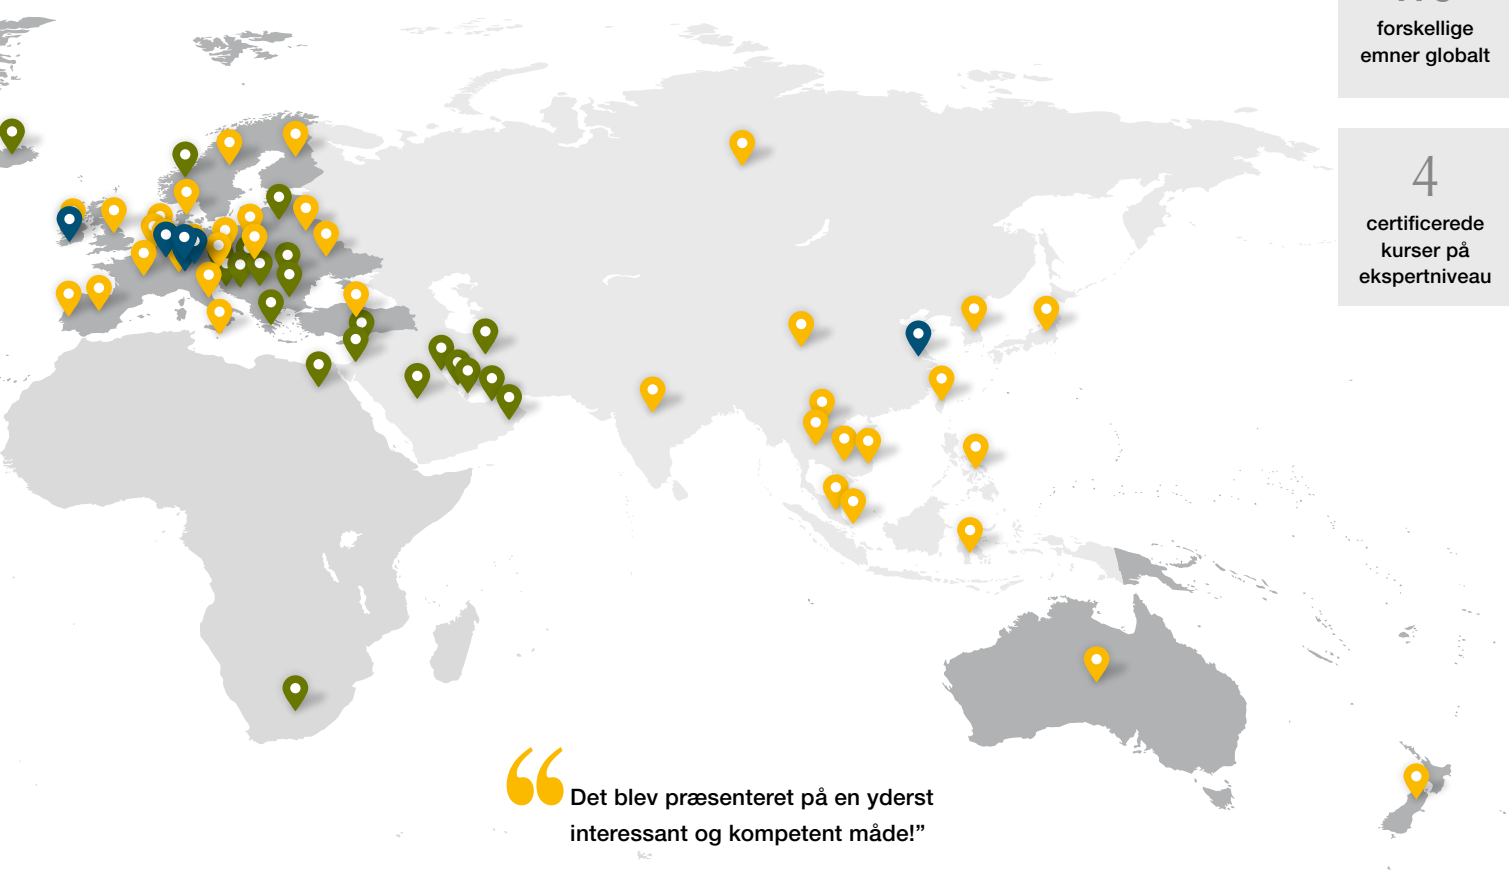 forskellige
emner globalt
4
certificerede
kurser på
ekspertniveau
“Det blev præsenteret på en yderst
interessant og kompetent måde!”